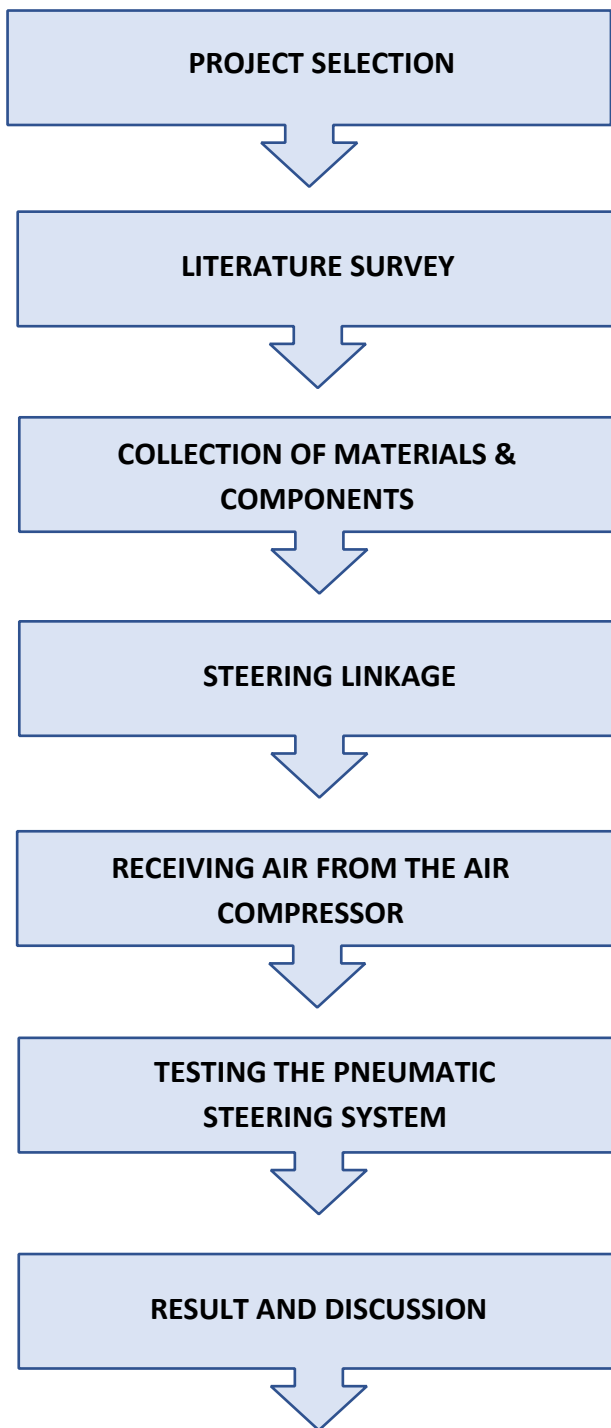 PROJECT SELECTION
LITERATURE SURVEY
COLLECTION OF MATERIALS &
COMPONENTS
STEERING LINKAGE
RECEIVING AIR FROM THE AIR
COMPRESSOR
TESTING THE PNEUMATIC
STEERING SYSTEM
RESULT AND DISCUSSION